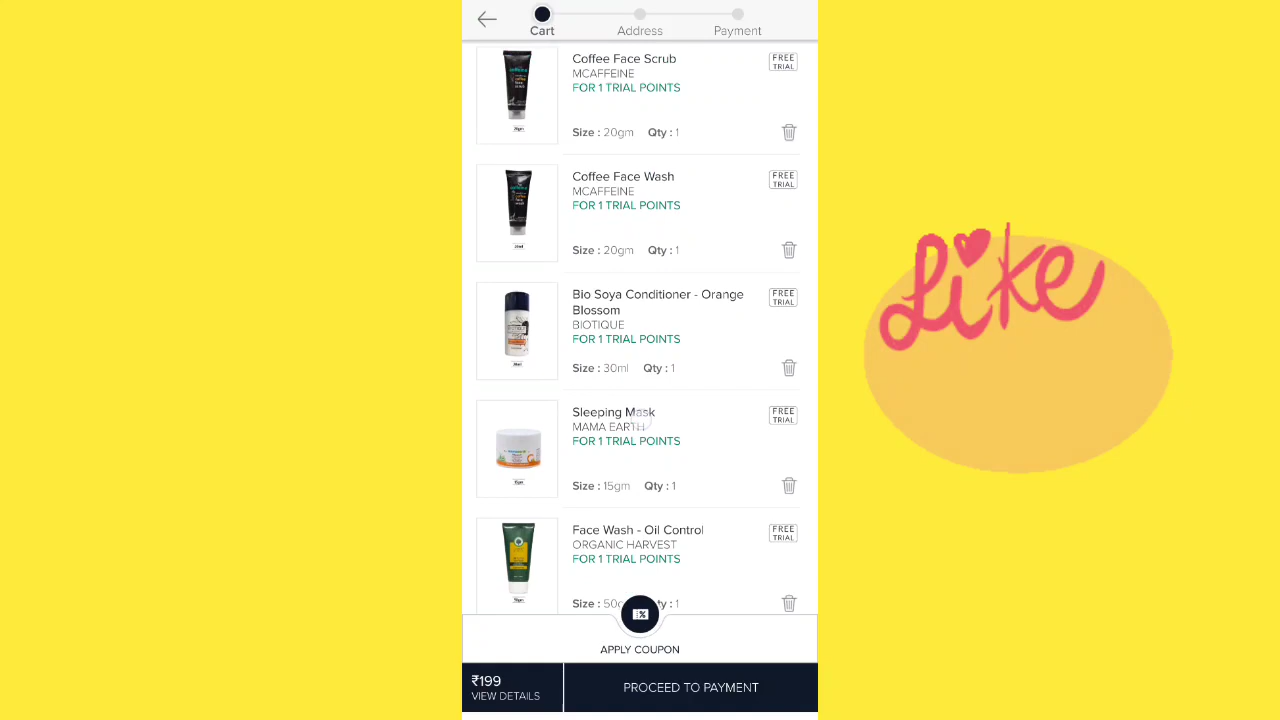 Cart
Address
Payment
Coffee Face Scrub
MCAFFEINE
FOR 1 TRIAL POINTS
FREE
TRIAL
Size : 20gm Qty : 1
Coffee Face Wash
MCAFFEINE
FOR 1 TRIAL POINTS
FREE
TRIAL
Size : 20gm Qty : 1
Bio Soya Conditioner - Orange
Blossom
BIOTIQUE
FOR 1 TRIAL POINTS
FREE
TRIAL
Size : 30ml Qty : 1
Sleeping Mask
MAMA EARTH
FOR 1 TRIAL POINTS
FREE
TRIAL
Size : 15gm Qty : 1
Face Wash - Oil Control
ORGANIC HARVEST
FOR 1 TRIAL POINTS
FREE
TRIAL
Size : 50 Qty : 1
APPLY COUPON
₹199
VIEW DETAILS
PROCEED TO PAYMENT
Like